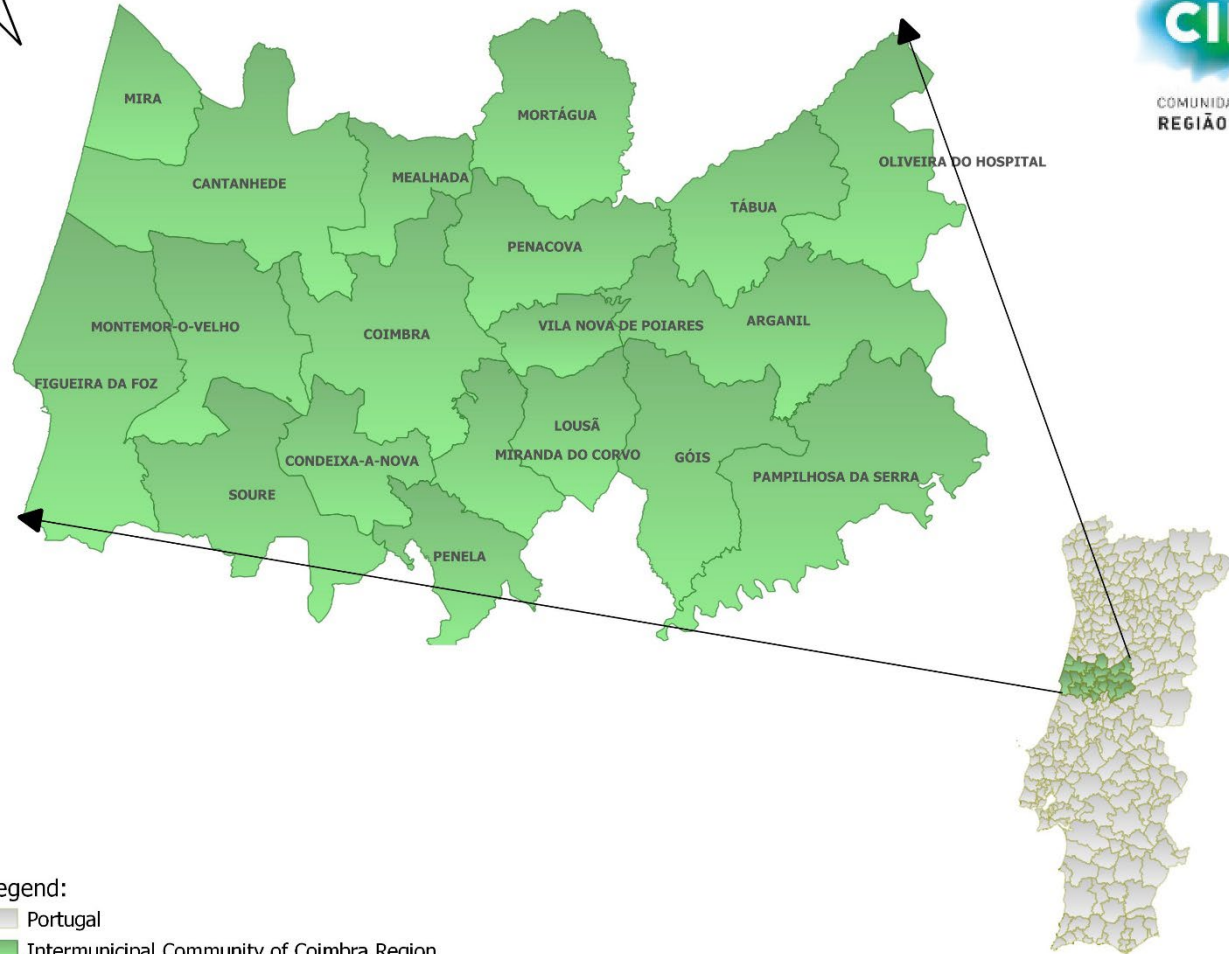 CI
COMUNID
REGIÃO
MIRA
MORTÁGUA
OLIVEIRA DO HOSPITAL
CANTANHEDE
MEALHADA
TÁBUA
PENACOVA
MONTEMOR-O-VELHO
COIMBRA
VILA NOVA DE POIARES
ARGANIL
FIGUEIRA DA FOZ
LOUSÃ
CONDEIXA-A-NOVA
MIRANDA DO CORVO
GÓIS
PAMPILHOSA DA SERRA
SOURE
PENELA
egend:
Portugal
Intermunicipal Community of Coimbra Region